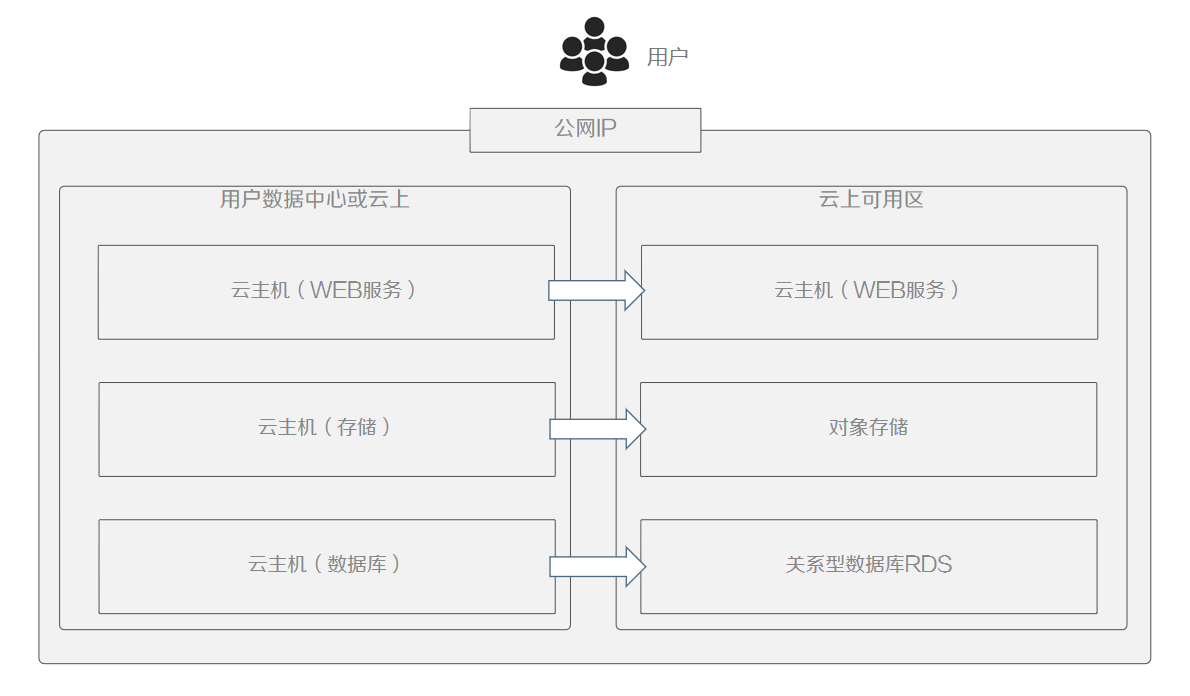 用户
公网IP
用户数据中心或云上
云上可用区
云主机（WEB服务）
云主机（WEB服务）
云主机（存储）
对象存储
云主机（数据库）
关系型数据库RDS